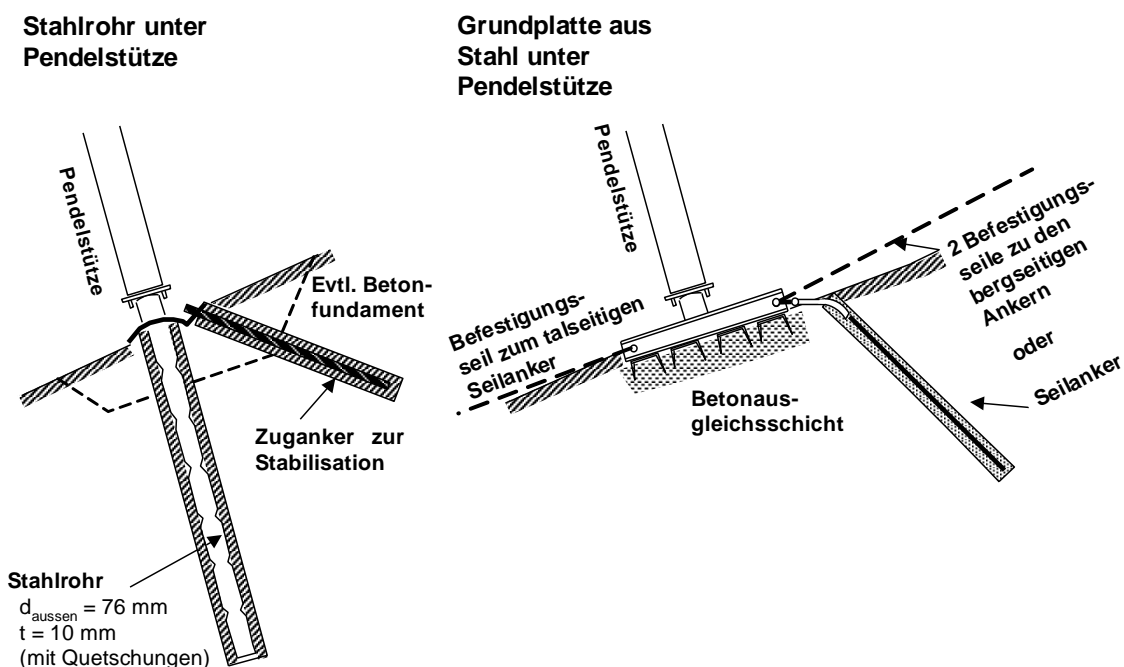 Stahlrohr unter
Pendelstütze
Pendelstütze
Evtl. Beton-
fundament
Zuganker zur
Stabilisation
Stahlrohr
d_aussen = 76 mm
t = 10 mm
(mit Quetschungen)
Grundplatte aus
Stahl unter
Pendelstütze
Pendelstütze
Befestigungs-
seil zum talseitigen
Seilanker
Betonaus-
gleichsschicht
2 Befestigungs-
seile zu den
bergseitigen
Ankern
oder
Seilanker